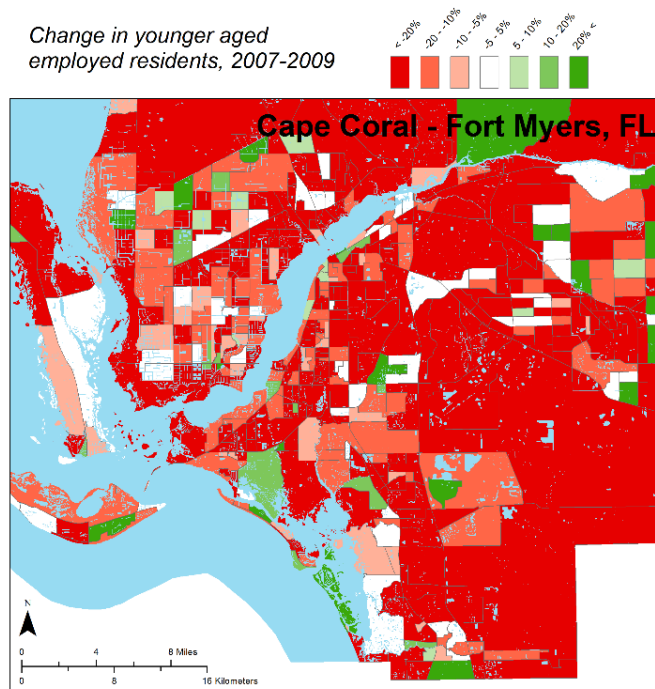 Change in younger aged
employed residents, 2007-2009
< -20%
-20 - -10%
-10 - -5%
-5 - 5%
5 - 10%
10 - 20%
20% <
Cape Coral - Fort Myers, FL
N
0 4 8 Miles
0 8 16 Kilometers